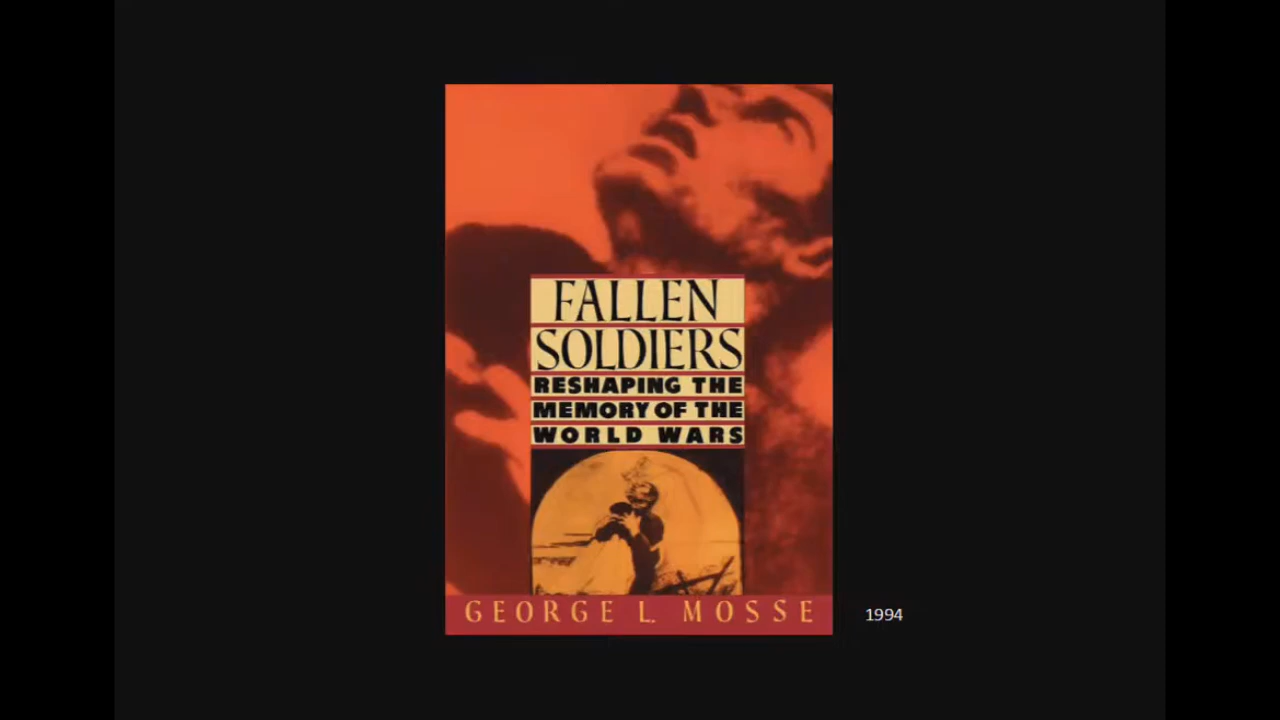 FALLEN
SOLDIERS
RESHAPING THE
MEMORY OF THE
WORLD WARS
GEORGE L. MOSSE
1994